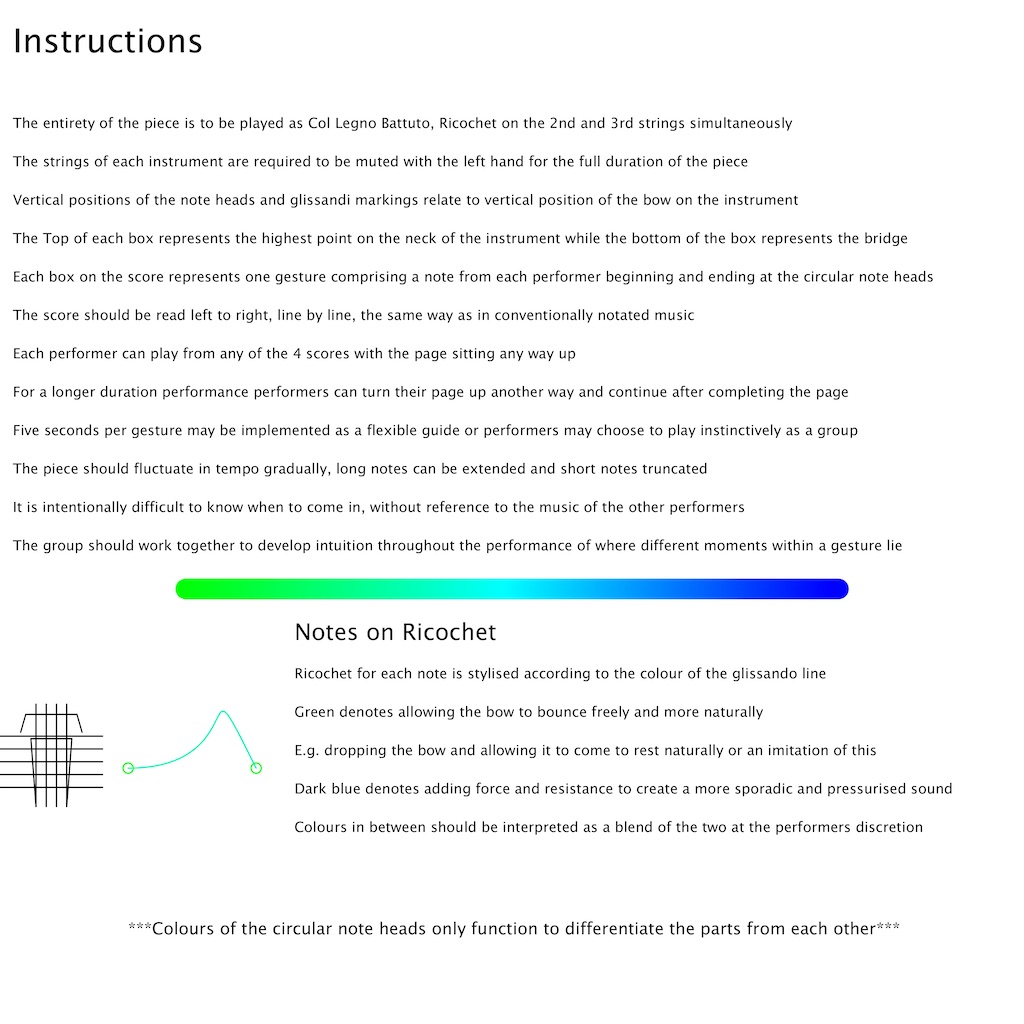 Instructions
The entirety of the piece is to be played as Col Legno Battuto, Ricochet on the 2nd and 3rd strings simultaneously
The strings of each instrument are required to be muted with the left hand for the full duration of the piece
Vertical positions of the note heads and glissandi markings relate to vertical position of the bow on the instrument
The Top of each box represents the highest point on the neck of the instrument while the bottom of the box represents the bridge
Each box on the score represents one gesture comprising a note from each performer beginning and ending at the circular note heads
The score should be read left to right, line by line, the same way as in conventionally notated music
Each performer can play from any of the 4 scores with the page sitting any way up
For a longer duration performance performers can turn their page up another way and continue after completing the page
Five seconds per gesture may be implemented as a flexible guide or performers may choose to play instinctively as a group
The piece should fluctuate in tempo gradually, long notes can be extended and short notes truncated
It is intentionally difficult to know when to come in, without reference to the music of the other performers
The group should work together to develop intuition throughout the performance of where different moments within a gesture lie
Notes on Ricochet
Ricochet for each note is stylised according to the colour of the glissando line
Green denotes allowing the bow to bounce freely and more naturally
E.g. dropping the bow and allowing it to come to rest naturally or an imitation of this
Dark blue denotes adding force and resistance to create a more sporadic and pressurised sound
Colours in between should be interpreted as a blend of the two at the performers discretion
***Colours of the circular note heads only function to differentiate the parts from each other***